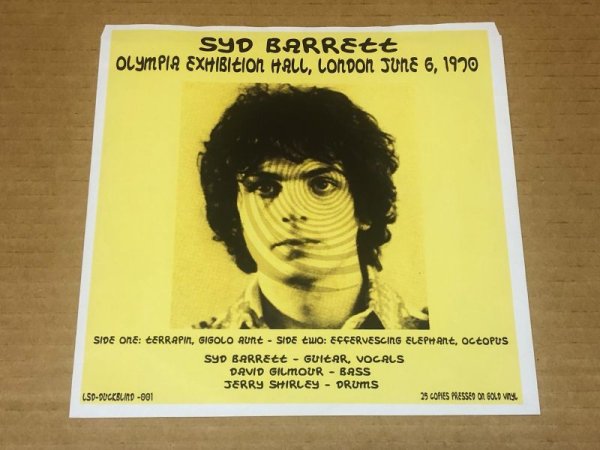 SYD BARRETT
OLYMPIA EXHIBITION HALL, LONDON JUNE 6, 1970
SIDE ONE: TERRAPIN, GIGOLO AUNT - SIDE TWO: EFFERVESCING ELEPHANT, OCTOPUS
SYD BARRETT - GUITAR, VOCALS
DAVID GILMOUR - BASS
JERRY SHIRLEY - DRUMS
LSD-DUCKBLIND -001
25 COPIES PRESSED ON GOLD VINYL